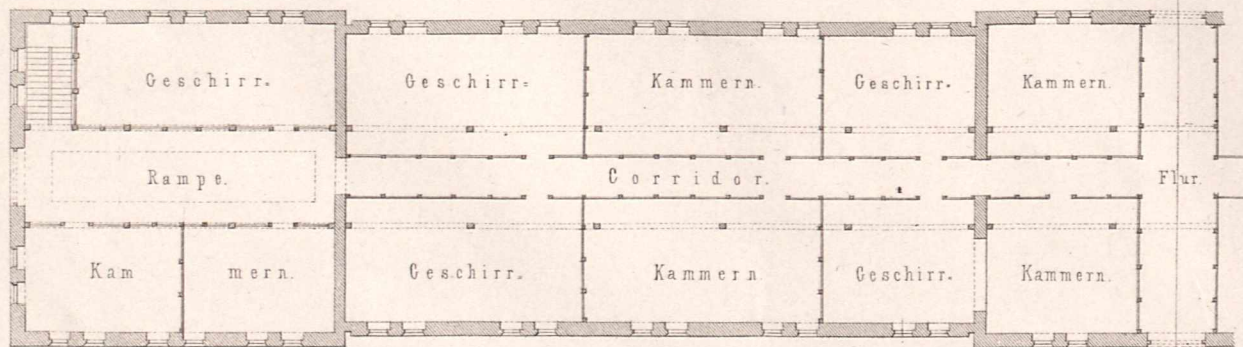 Geschirr-
Geschirr-
Kammern.
Geschirr-
Kammern.
Rampe.
Corridor.
Flur.
Kam mern.
Geschirr-
Kammern
Geschirr-
Kammern.